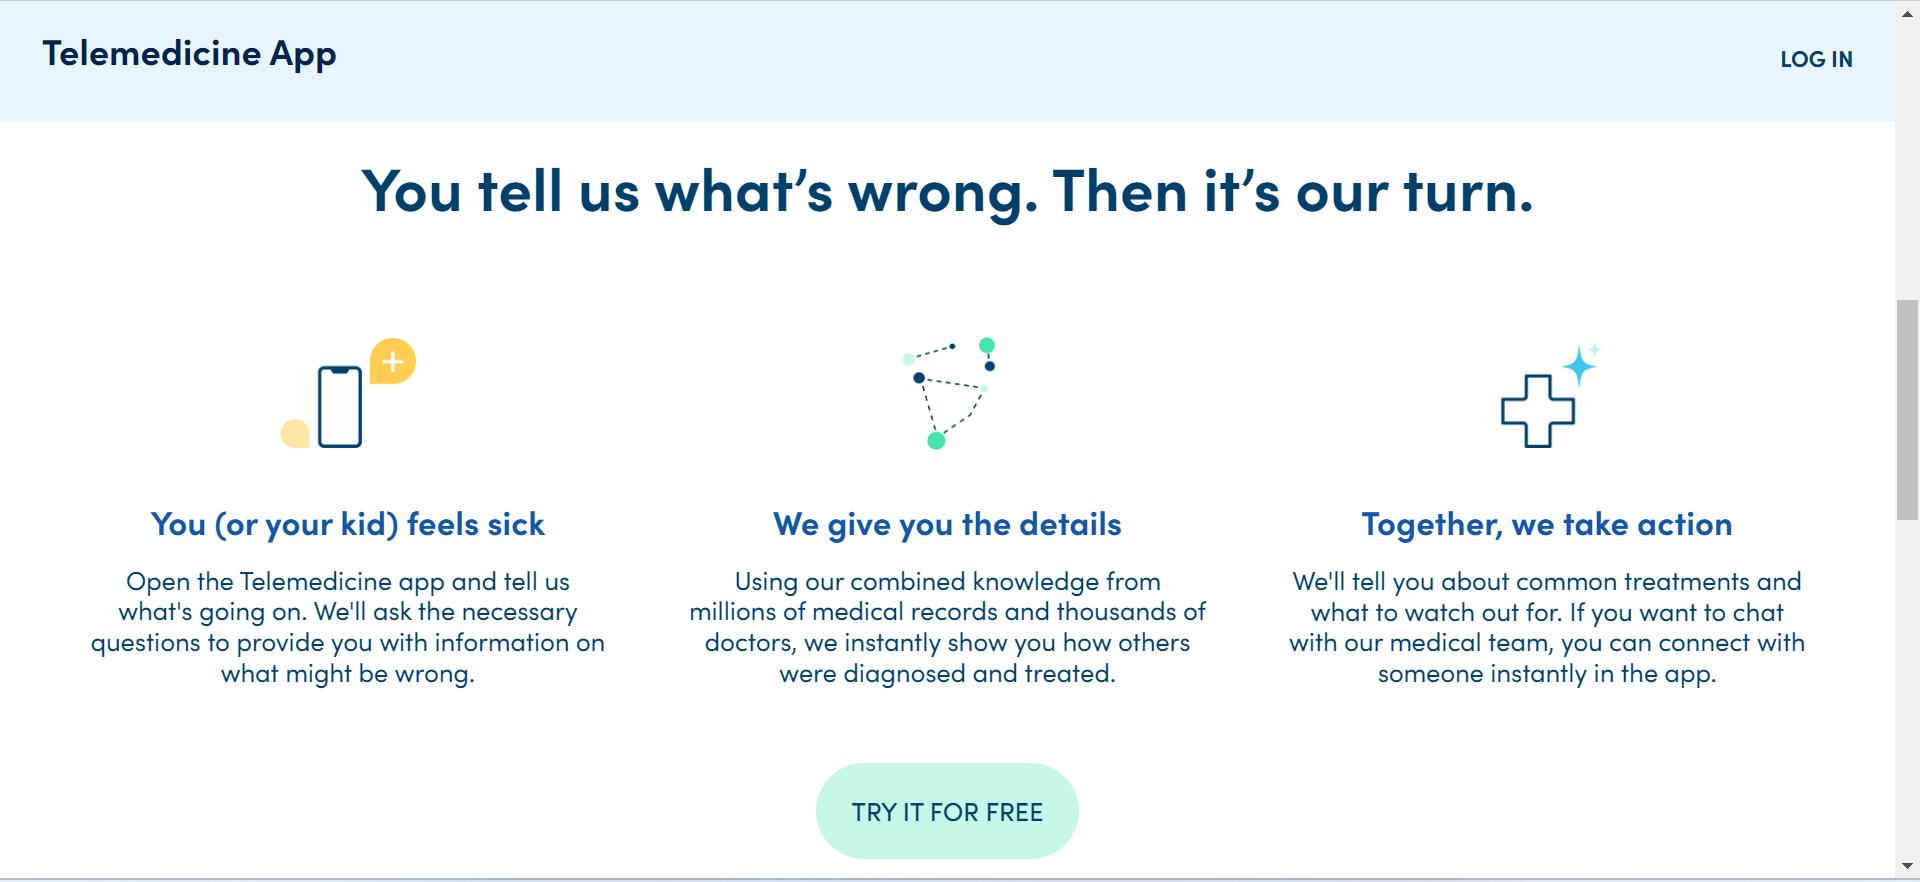 Telemedicine App
LOG IN
You tell us what’s wrong. Then it’s our turn.
You (or your kid) feels sick
Open the Telemedicine app and tell us
what's going on. We'll ask the necessary
questions to provide you with information on
what might be wrong.
We give you the details
Using our combined knowledge from
millions of medical records and thousands of
doctors, we instantly show you how others
were diagnosed and treated.
Together, we take action
We'll tell you about common treatments and
what to watch out for. If you want to chat
with our medical team, you can connect with
someone instantly in the app.
TRY IT FOR FREE